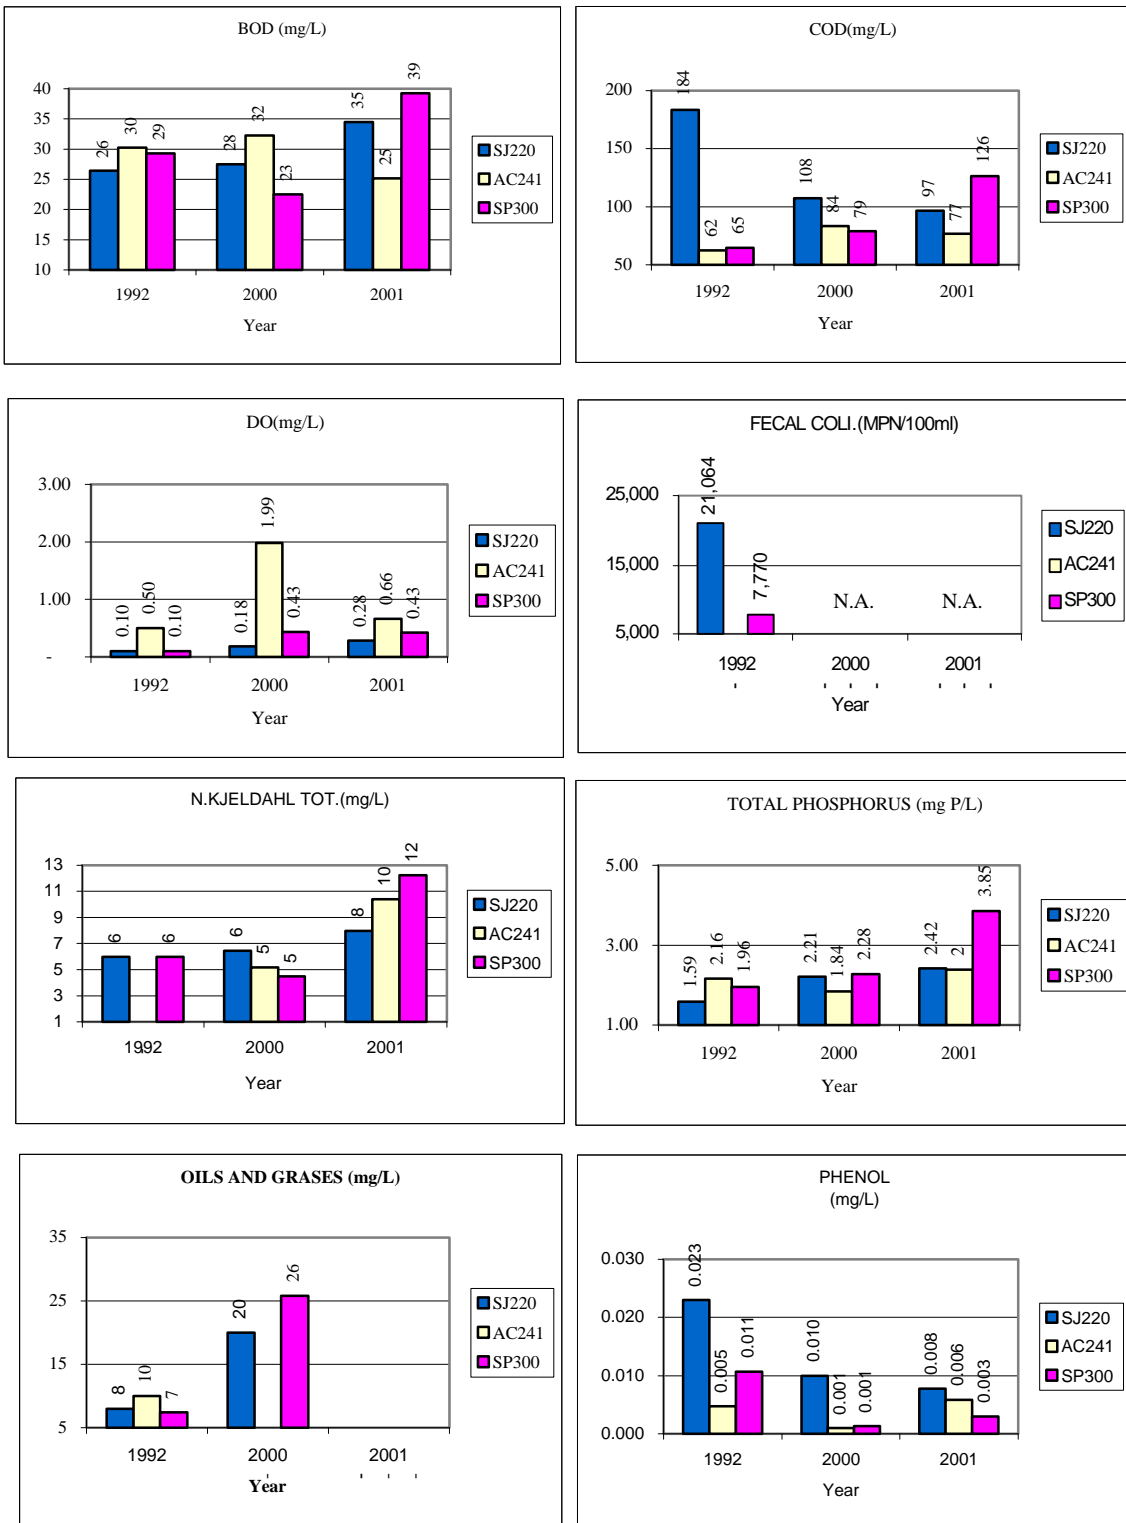 BOD (mg/L)
40
35
30
25
20
15
10
26
30
29
28
32
23
35
25
39
1992
2000
2001
Year
SJ220
AC241
SP300
COD(mg/L)
200
150
100
50
184
62
65
108
84
79
97
77
126
1992
2000
2001
Year
SJ220
AC241
SP300
DO(mg/L)
3.00
2.00
1.00
-
0.10
0.50
0.10
0.18
1.99
0.43
0.28
0.66
0.43
1992
2000
2001
Year
SJ220
AC241
SP300
FECAL COLI.(MPN/100ml)
25,000
15,000
5,000
21,064
7,770
N.A.
N.A.
1992
2000
2001
- - - - - - -
Year
SJ220
AC241
SP300
N.KJELDAHL TOT.(mg/L)
13
11
9
7
5
3
1
6
6
6
5
5
8
10
12
1992
2000
2001
Year
SJ220
AC241
SP300
TOTAL PHOSPHORUS (mg P/L)
5.00
3.00
1.00
1.59
2.16
1.96
2.21
1.84
2.28
2.42
2
3.85
1992
2000
2001
Year
SJ220
AC241
SP300
OILS AND GRASES (mg/L)
35
25
15
5
8
10
7
20
26
1992
2000
2001
- - - -
Year
SJ220
AC241
SP300
PHENOL
(mg/L)
0.030
0.020
0.010
0.000
0.023
0.005
0.011
0.010
0.001
0.001
0.008
0.006
0.003
1992
2000
2001
Year
SJ220
AC241
SP300